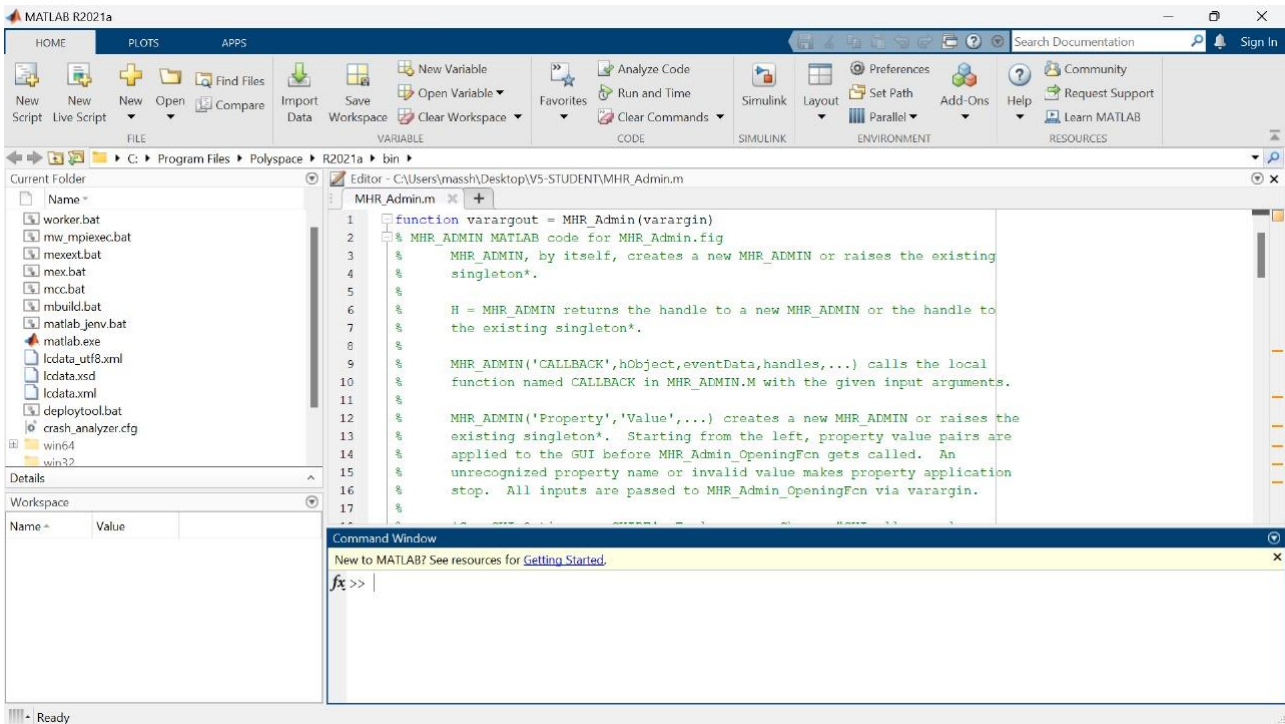 MATLAB R2021a
HOME PLOTS APPS
Search Documentation
Sign In
New Script
New Live Script
New
Open
Find Files
Compare
Import Data
Save Workspace
New Variable
Open Variable
Clear Workspace
Favorites
Analyze Code
Run and Time
Clear Commands
Simulink
Layout
Preferences
Set Path
Parallel
Add-Ons
Help
Community
Request Support
Learn MATLAB
FILE VARIABLE CODE SIMULINK ENVIRONMENT RESOURCES
C: Program Files Polyspace R2021a bin
Current Folder
Name
worker.bat
mw_mpiexec.bat
mexext.bat
mex.bat
mcc.bat
mbuild.bat
matlab_jenv.bat
matlab.exe
lcdata_utf8.xml
lcdata.xsd
lcdata.xml
deploytool.bat
crash_analyzer.cfg
win64
win32
Details
Workspace
Name Value
Editor - C:\Users\massh\Desktop\V5-STUDENT\MHR_Admin.m
MHR_Admin.m
1 function varargout = MHR_Admin(varargin)
2 % MHR_ADMIN MATLAB code for MHR_Admin.fig
3 % MHR_ADMIN, by itself, creates a new MHR_ADMIN or raises the existing
4 % singleton*.
5 %
6 % H = MHR_ADMIN returns the handle to a new MHR_ADMIN or the handle to
7 % the existing singleton*.
8 %
9 % MHR_ADMIN('CALLBACK',hObject,eventData,handles,...) calls the local
10 % function named CALLBACK in MHR_ADMIN.M with the given input arguments.
11 %
12 % MHR_ADMIN('Property','Value',...) creates a new MHR_ADMIN or raises the
13 % existing singleton*. Starting from the left, property value pairs are
14 % applied to the GUI before MHR_Admin_OpeningFcn gets called. An
15 % unrecognized property name or invalid value makes property application
16 % stop. All inputs are passed to MHR_Admin_OpeningFcn via varargin.
17 %
Command Window
New to MATLAB? See resources for Getting Started.
fx >>
Ready